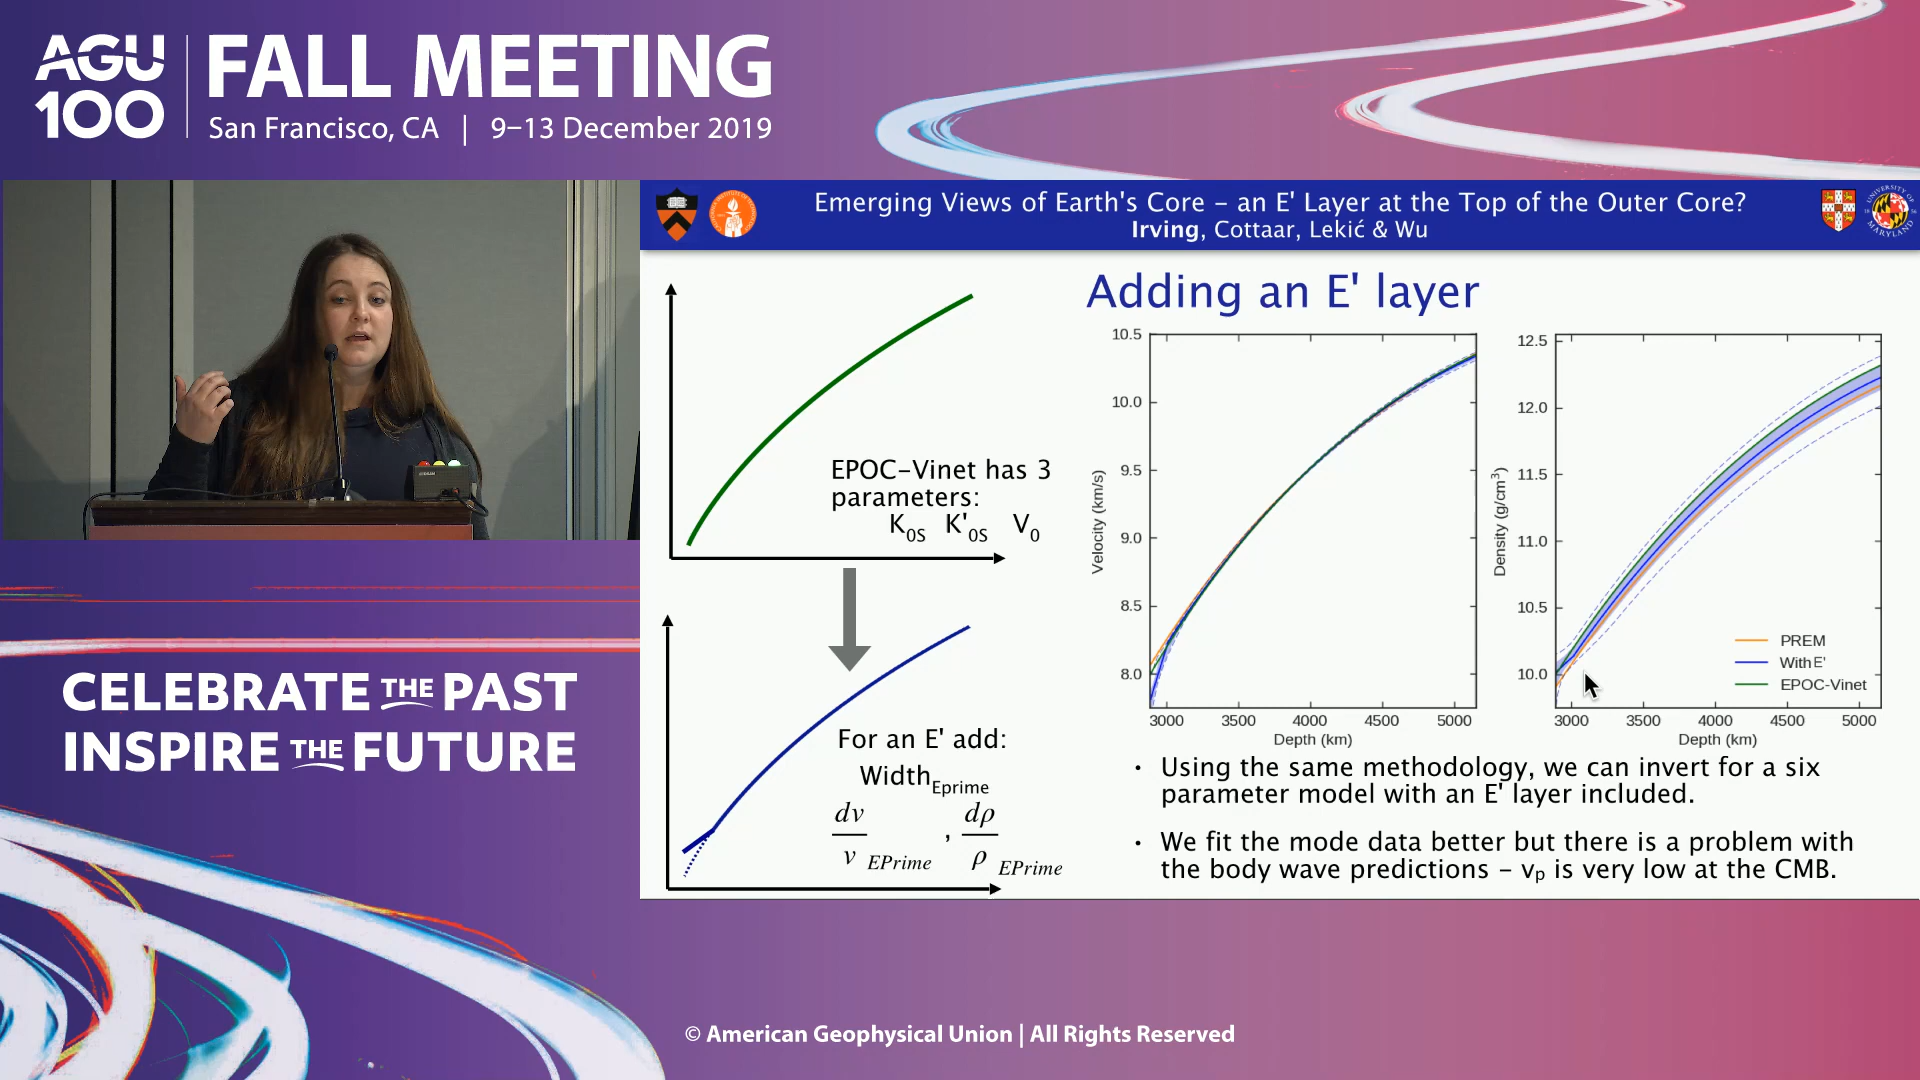 AGU
100
FALL MEETING
San Francisco, CA | 9–13 December 2019
Emerging Views of Earth's Core – an E' Layer at the Top of the Outer Core?
Irving, Cottaar, Lekić & Wu
Adding an E' layer
EPOC–Vinet has 3
parameters:
K0S K'0S V0
For an E' add:
WidthEprime
dv/v EPrime , dρ/ρ EPrime
Velocity (km/s)
10.5
10.0
9.5
9.0
8.5
8.0
3000 3500 4000 4500 5000
Depth (km)
Density (g/cm³)
12.5
12.0
11.5
11.0
10.5
10.0
PREM
With E'
EPOC-Vinet
3000 3500 4000 4500 5000
Depth (km)
• Using the same methodology, we can invert for a six
parameter model with an E' layer included.
• We fit the mode data better but there is a problem with
the body wave predictions – vp is very low at the CMB.
CELEBRATE THE PAST
INSPIRE THE FUTURE
© American Geophysical Union | All Rights Reserved